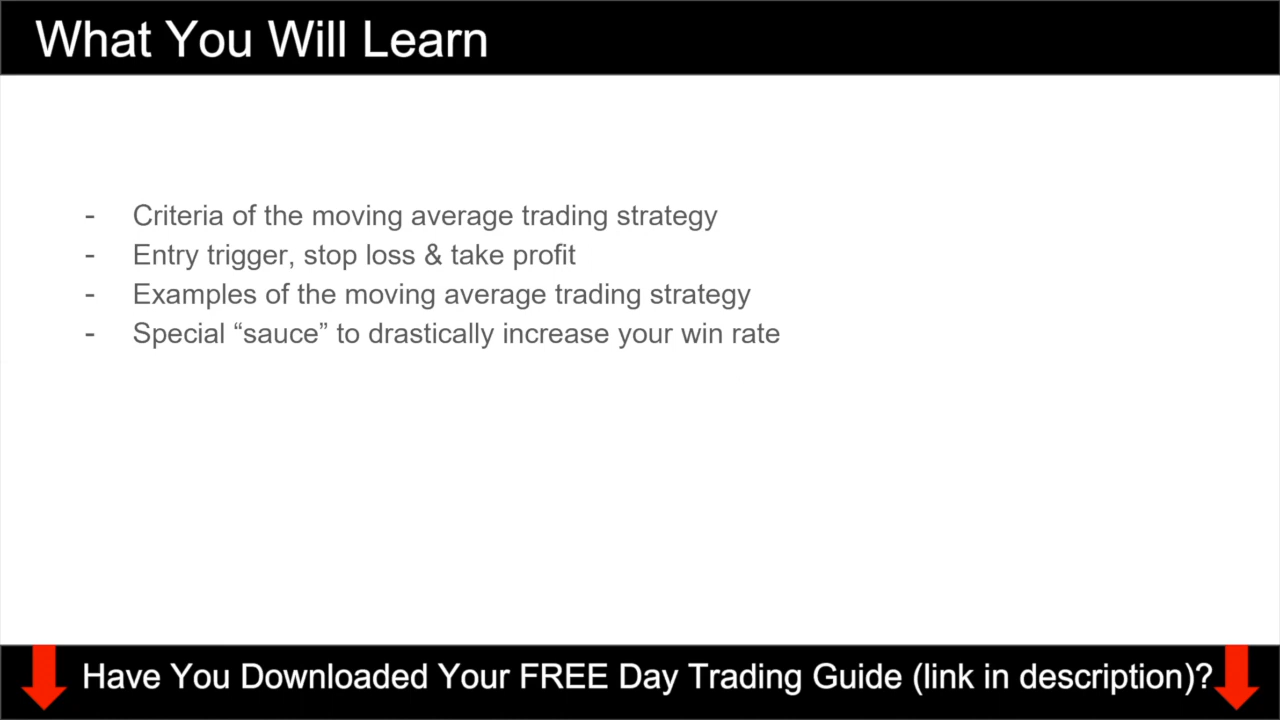 What You Will Learn
- Criteria of the moving average trading strategy
- Entry trigger, stop loss & take profit
- Examples of the moving average trading strategy
- Special “sauce” to drastically increase your win rate
Have You Downloaded Your FREE Day Trading Guide (link in description)?